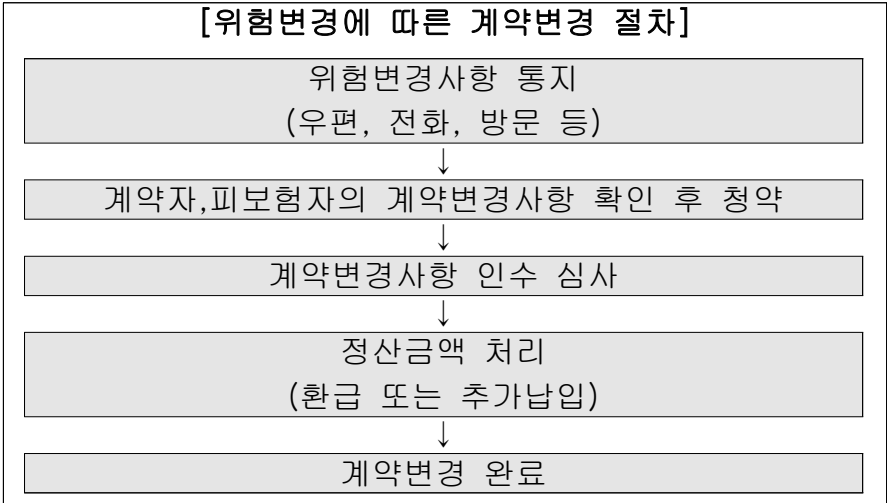 [위험변경에 따른 계약변경 절차]
위험변경사항 통지
(우편, 전화, 방문 등)
↓
계약자,피보험자의 계약변경사항 확인 후 청약
↓
계약변경사항 인수 심사
↓
정산금액 처리
(환급 또는 추가납입)
↓
계약변경 완료